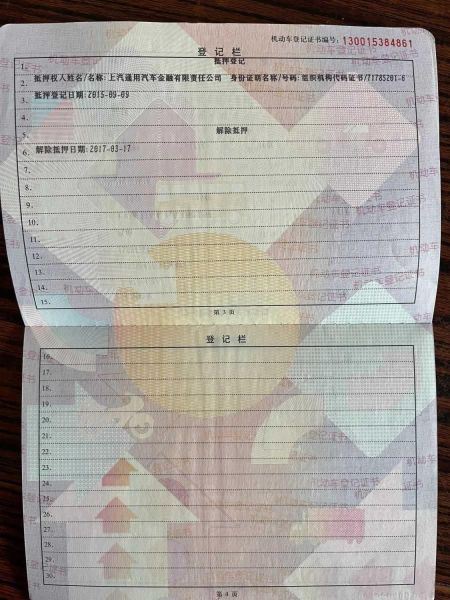 机动车登记证书编号：130015384861
登 记 栏
1. 抵押登记
2. 抵押权人姓名/名称:上汽通用汽车金融有限责任公司 身份证明名称/号码:组织机构代码证书/71785201-6
3. 抵押登记日期:2015-09-09
4.
5. 解除抵押
6. 解除抵押日期:2017-03-17
7.
8.
9.
10.
11.
12.
13.
14.
15.
第 3 页
登 记 栏
16.
17.
18.
19.
20.
21.
22.
23.
24.
25.
26.
27.
28.
29.
30.
第 4 页